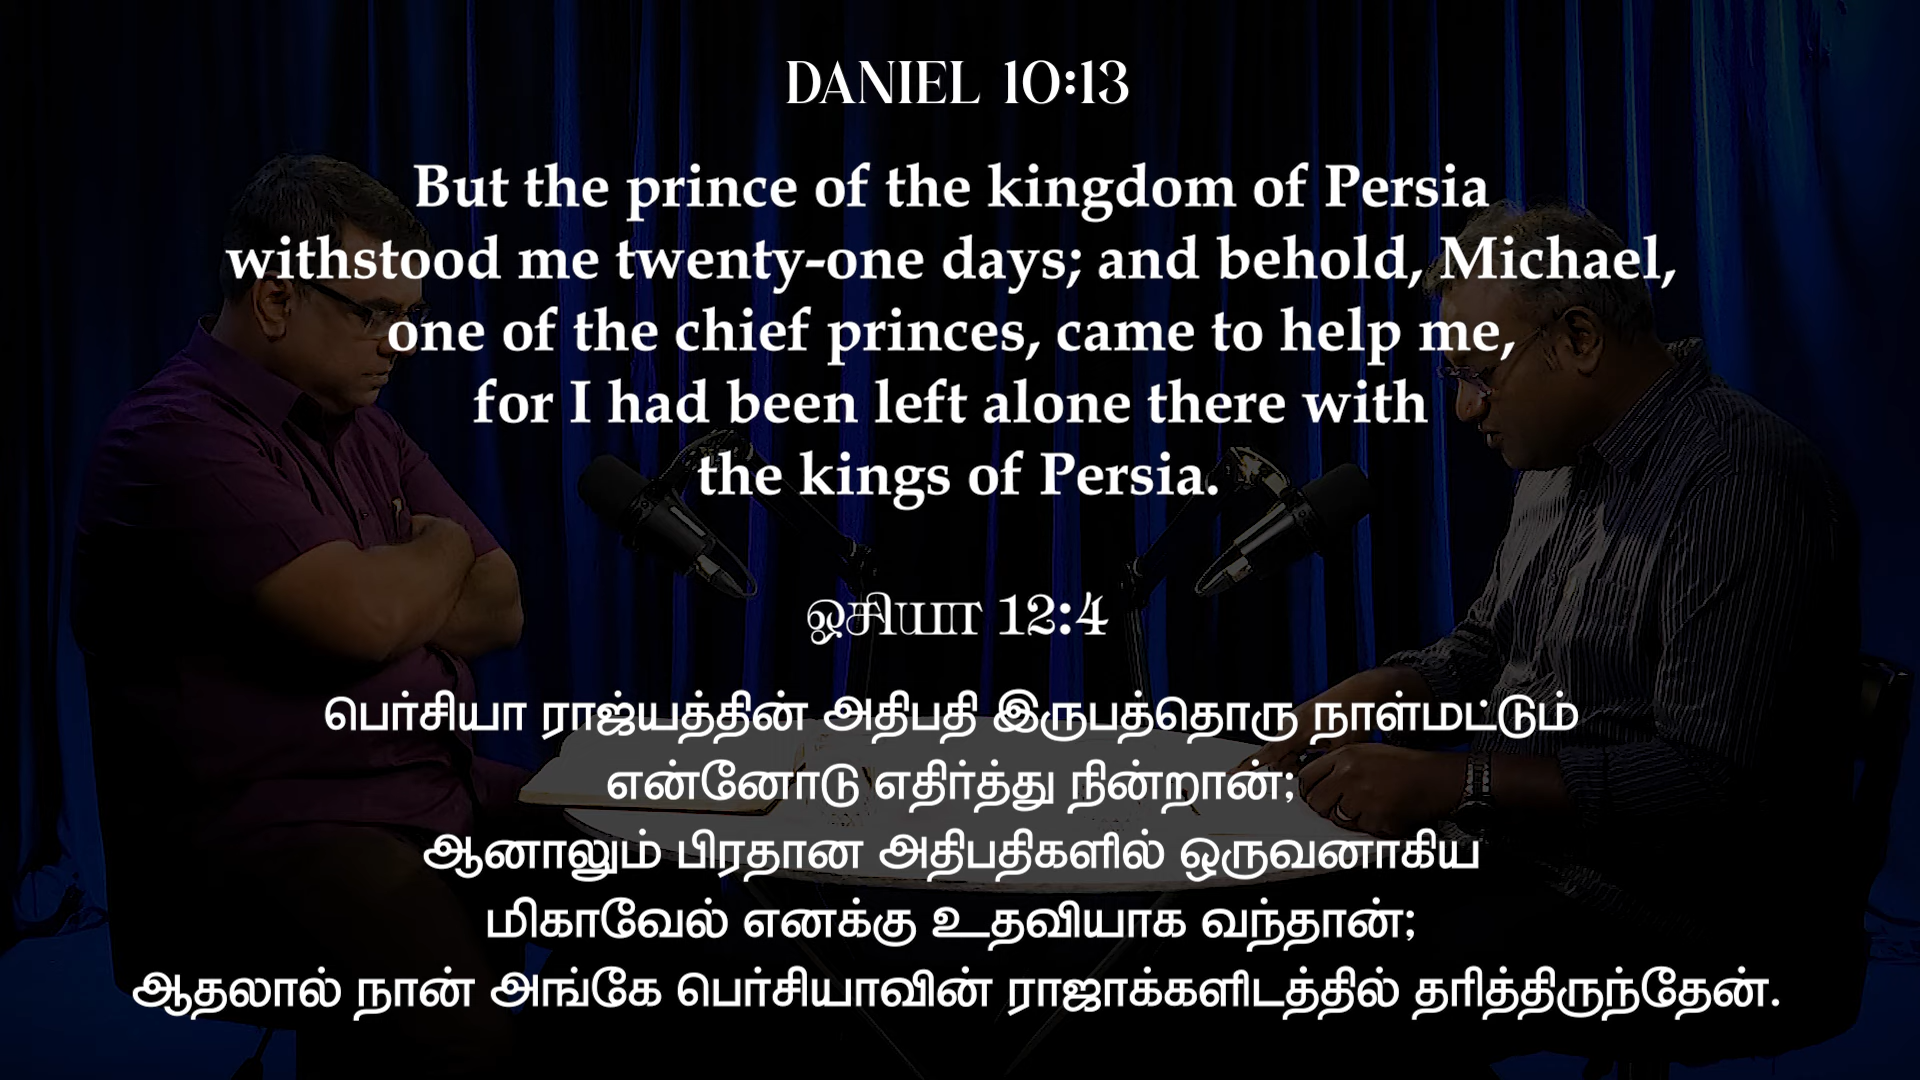 DANIEL 10:13
But the prince of the kingdom of Persia
withstood me twenty-one days; and behold, Michael,
one of the chief princes, came to help me,
for I had been left alone there with
the kings of Persia.
ஓசியா 12:4
பெர்சியா ராஜ்யத்தின் அதிபதி இருபத்தொரு நாள்மட்டும்
என்னோடு எதிர்த்து நின்றான்;
ஆனாலும் பிரதான அதிபதிகளில் ஒருவனாகிய
மிகாவேல் எனக்கு உதவியாக வந்தான்;
ஆதலால் நான் அங்கே பெர்சியாவின் ராஜாக்களிடத்தில் தரித்திருந்தேன்.